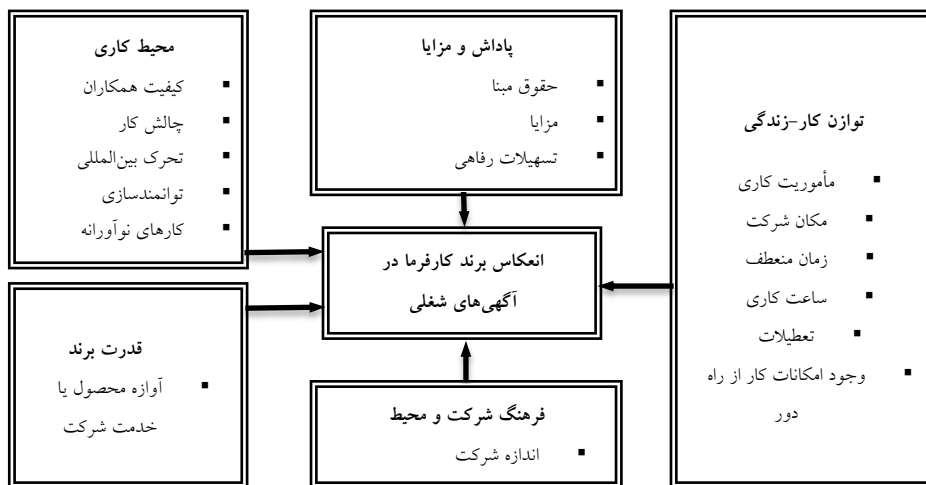 محیط کاری
کیفیت همکاران
چالش کار
تحرک بین‌المللی
توانمندسازی
کارهای نوآورانه
پاداش و مزایا
حقوق مبنا
مزایا
تسهیلات رفاهی
توازن کار-زندگی
مأموریت کاری
مکان شرکت
زمان منعطف
ساعت کاری
تعطیلات
وجود امکانات کار از راه
دور
انعکاس برند کارفرما در
آگهی‌های شغلی
قدرت برند
آوازه محصول یا
خدمت شرکت
فرهنگ شرکت و محیط
اندازه شرکت